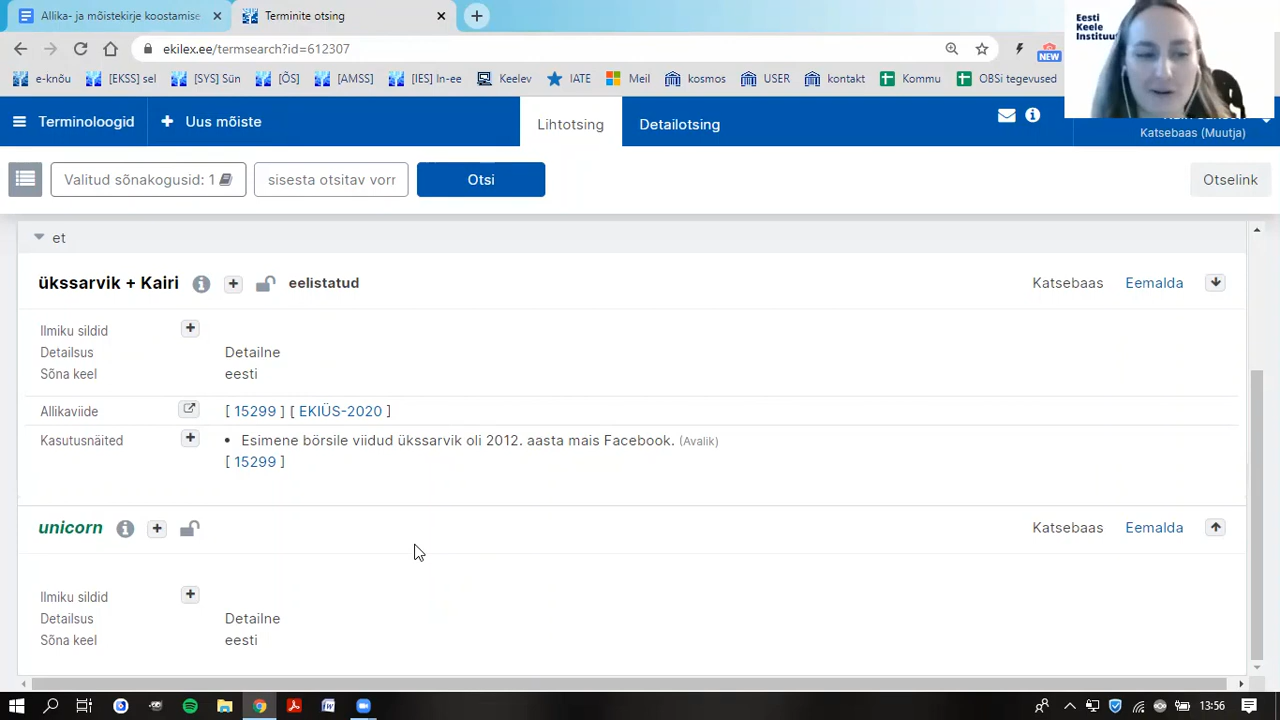 Allika- ja mõistekirje koostamise
Terminite otsing
ekilex.ee/termsearch?id=612307
e-knõu
[EKSS] sel
[SYS] Sün
[ÕS]
[AMSS]
[IES] In-ee
Keelev
IATE
Meil
kosmos
USER
kontakt
Kommu
OBSi tegevused
NEW
Eesti
Keele
Instituut
Terminoloogid
Uus mõiste
Lihtotsing
Detailotsing
Katsebaas (Muutja)
Valitud sõnakogusid: 1
sisesta otsitav vorm
Otsi
Otselink
et
ükssarvik + Kairi
eelistatud
Katsebaas
Eemalda
Ilmiku sildid
Detailsus
Detailne
Sõna keel
eesti
Allikaviide
[ 15299 ] [ EKIÜS-2020 ]
Kasutusnäited
• Esimene börsile viidud ükssarvik oli 2012. aasta mais Facebook. (Avalik)
[ 15299 ]
unicorn
Katsebaas
Eemalda
Ilmiku sildid
Detailsus
Detailne
Sõna keel
eesti
13:56